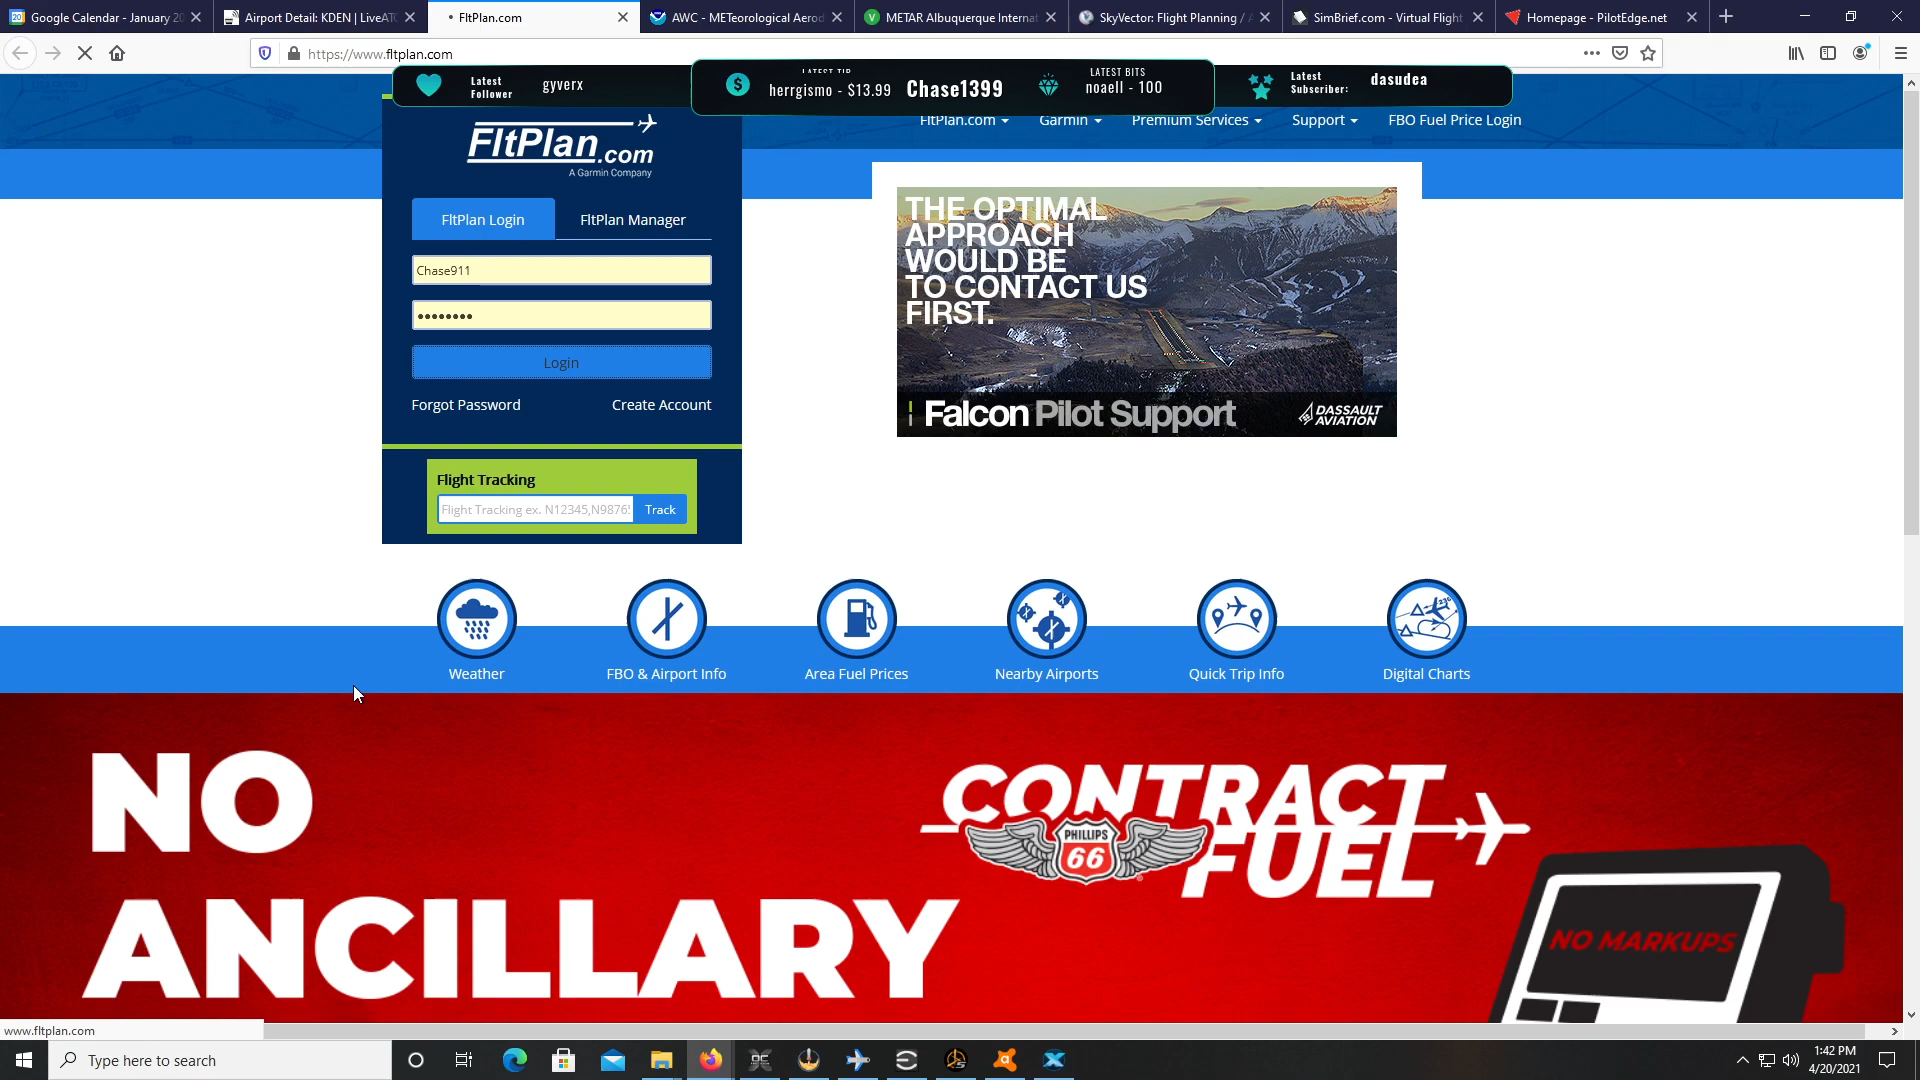 Google Calendar - January 20
Airport Detail: KDEN | LiveATC
FltPlan.com
AWC - METeorological Aerod
METAR Albuquerque Internat
SkyVector: Flight Planning / A
SimBrief.com - Virtual Flight
Homepage - PilotEdge.net
https://www.fltplan.com
Latest
Follower
gyverx
LATEST TIP
herrgismo - $13.99
Chase1399
LATEST BITS
noaell - 100
Latest
Subscriber:
dasudea
FltPlan.com
Garmin
Premium Services
Support
FBO Fuel Price Login
FltPlan.com
A Garmin Company
FltPlan Login
FltPlan Manager
Chase911
••••••••
Login
Forgot Password
Create Account
Flight Tracking
Flight Tracking ex. N12345,N9876
Track
THE OPTIMAL
APPROACH
WOULD BE
TO CONTACT US
FIRST.
Falcon Pilot Support
DASSAULT
AVIATION
Weather
FBO & Airport Info
Area Fuel Prices
Nearby Airports
Quick Trip Info
Digital Charts
NO
ANCILLARY
CONTRACT
FUEL
PHILLIPS
66
NO MARKUPS
www.fltplan.com
Type here to search
1:42 PM
4/20/2021